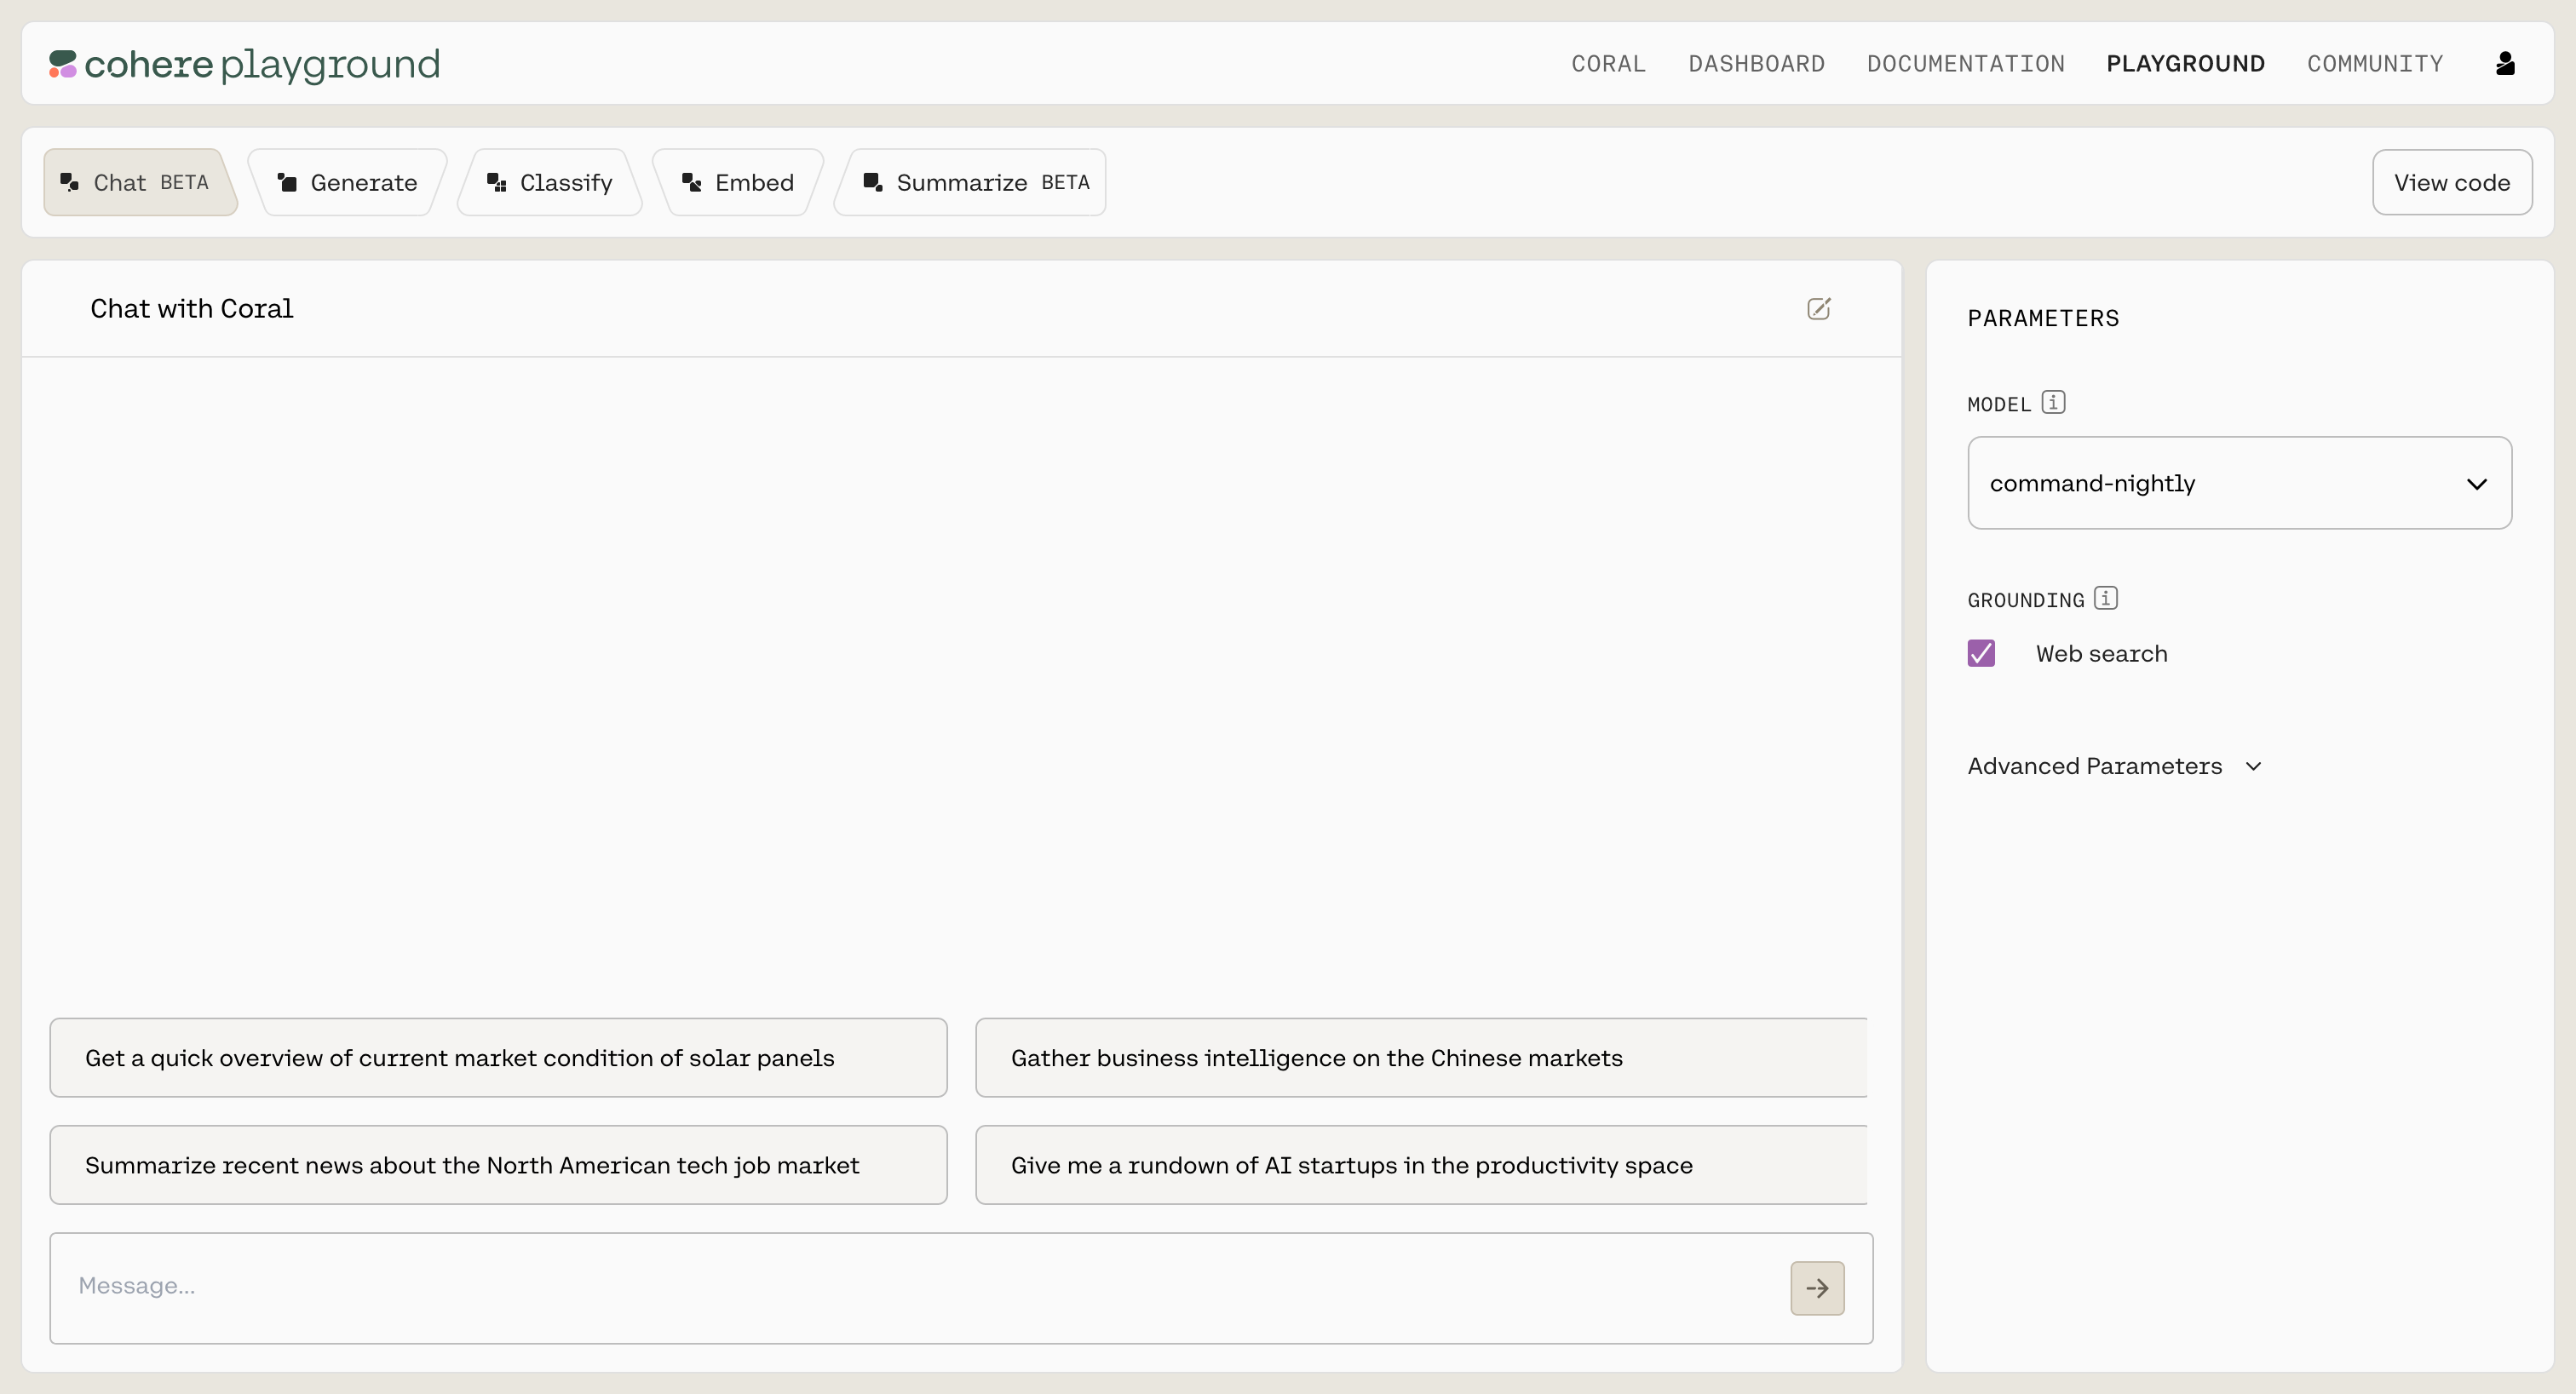 cohere playground
CORAL DASHBOARD DOCUMENTATION PLAYGROUND COMMUNITY
Chat BETA Generate Classify Embed Summarize BETA
View code
Chat with Coral
Get a quick overview of current market condition of solar panels
Gather business intelligence on the Chinese markets
Summarize recent news about the North American tech job market
Give me a rundown of AI startups in the productivity space
Message...
PARAMETERS
MODEL
command-nightly
GROUNDING
Web search
Advanced Parameters